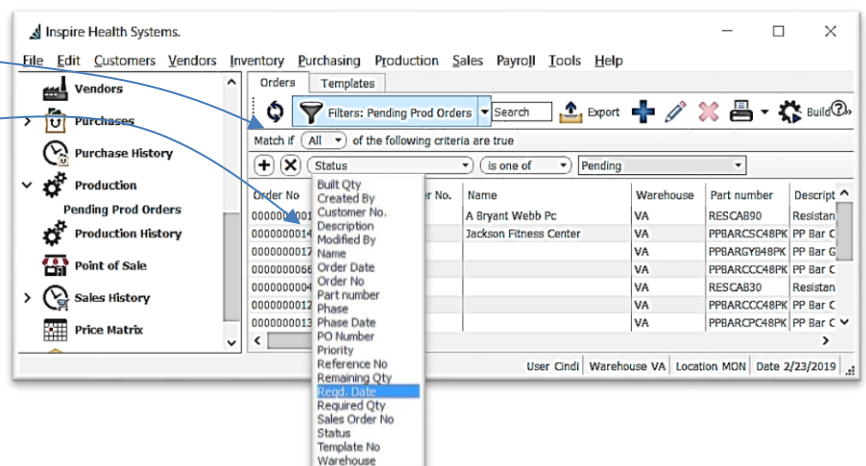 Inspire Health Systems.
File Edit Customers Vendors Inventory Purchasing Production Sales Payroll Tools Help
Vendors
Purchases
Purchase History
Production
Pending Prod Orders
Production History
Point of Sale
Sales History
Price Matrix
Orders Templates
Filters: Pending Prod Orders Search Export Build
Match if All of the following criteria are true
Status is one of Pending
Order No Name Warehouse Part number Descript
A Bryant Webb Pc VA RESCAB90 Resistan
Jackson Fitness Center VA PPBARCSC48PK PP Bar C
VA PPBARGYB48PK PP Bar G
VA PPBARCCC48PK PP Bar C
VA RESCAB30 Resistan
VA PPBARCCC48PK PP Bar C
VA PPBARCPC48PK PP Bar C
Built Qty
Created By
Customer No.
Description
Modified By
Name
Order Date
Order No
Part number
Phase
Phase Date
PO Number
Priority
Reference No
Remaining Qty
Reqd. Date
Required Qty
Sales Order No
Status
Template No
Warehouse
User Cindi Warehouse VA Location MON Date 2/23/2019